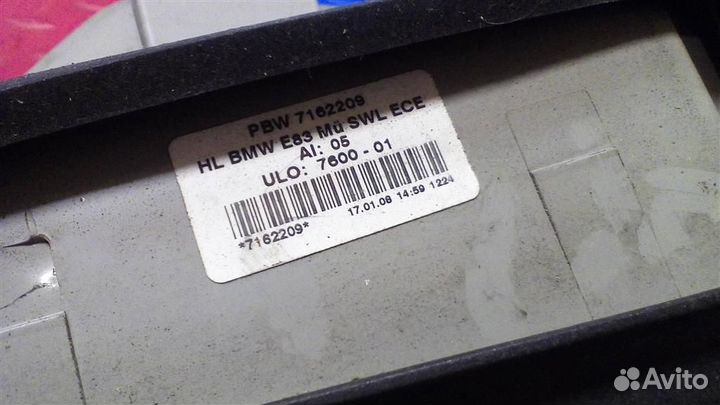 PBW 7162209
HL BMW E83 Mü SWL ECE
AI: 05
ULO: 7600-01
*7162209* 17.01.08 14:59 1224
Avito